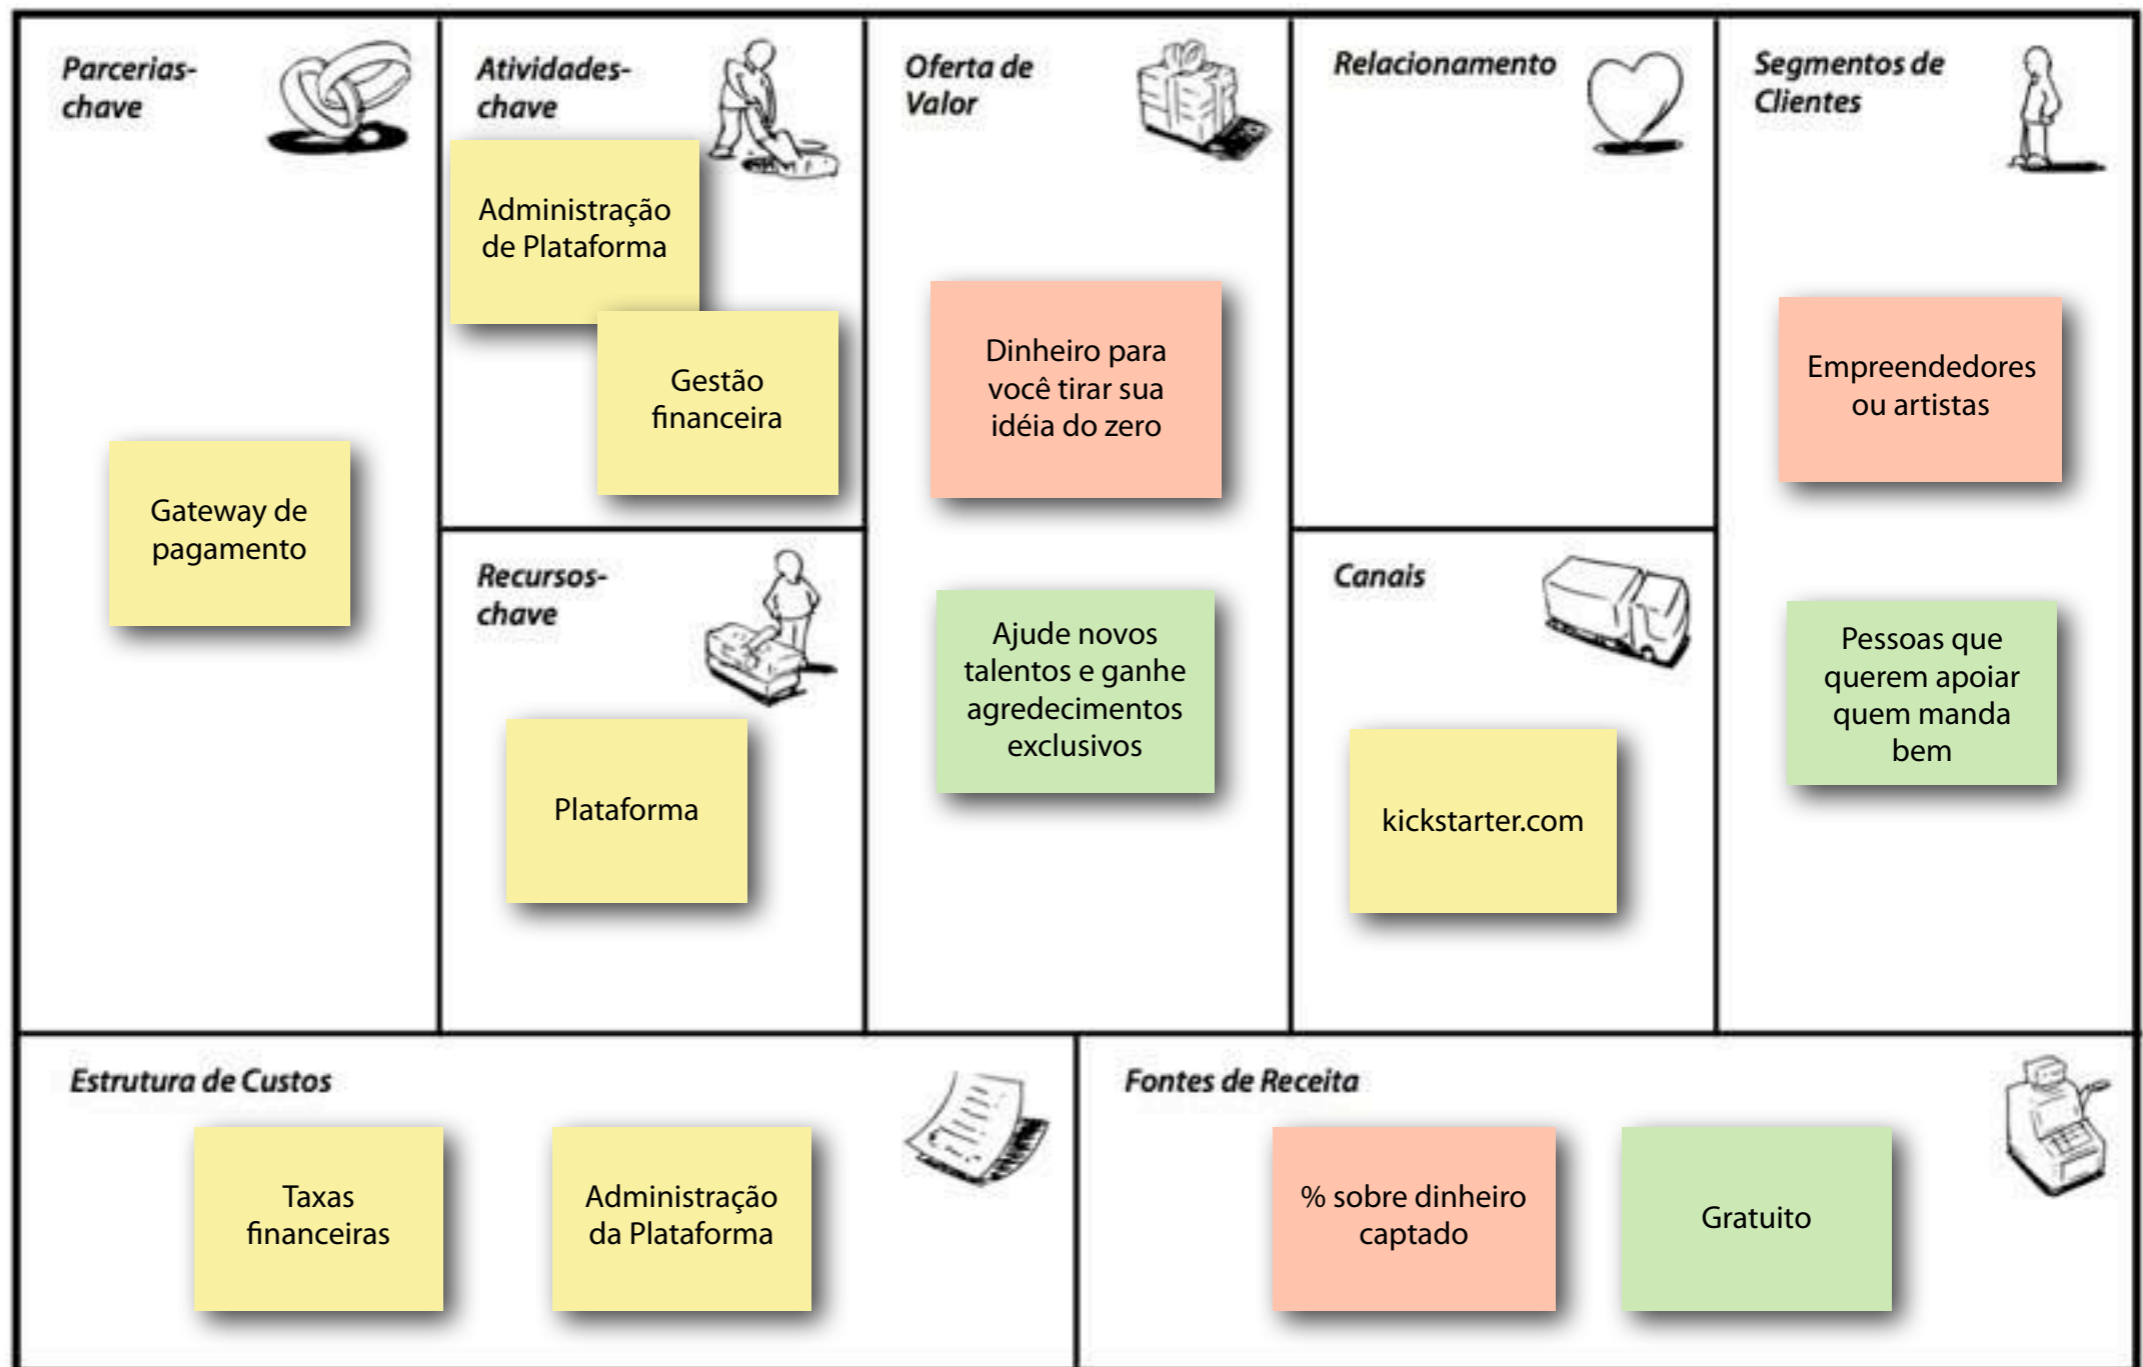 Parcerias-
chave
Gateway de
pagamento
Atividades-
chave
Administração
de Plataforma
Gestão
financeira
Recursos-
chave
Plataforma
Oferta de
Valor
Dinheiro para
você tirar sua
idéia do zero
Ajude novos
talentos e ganhe
agredecimentos
exclusivos
Relacionamento
Canais
kickstarter.com
Segmentos de
Clientes
Empreendedores
ou artistas
Pessoas que
querem apoiar
quem manda
bem
Estrutura de Custos
Taxas
financeiras
Administração
da Plataforma
Fontes de Receita
% sobre dinheiro
captado
Gratuito